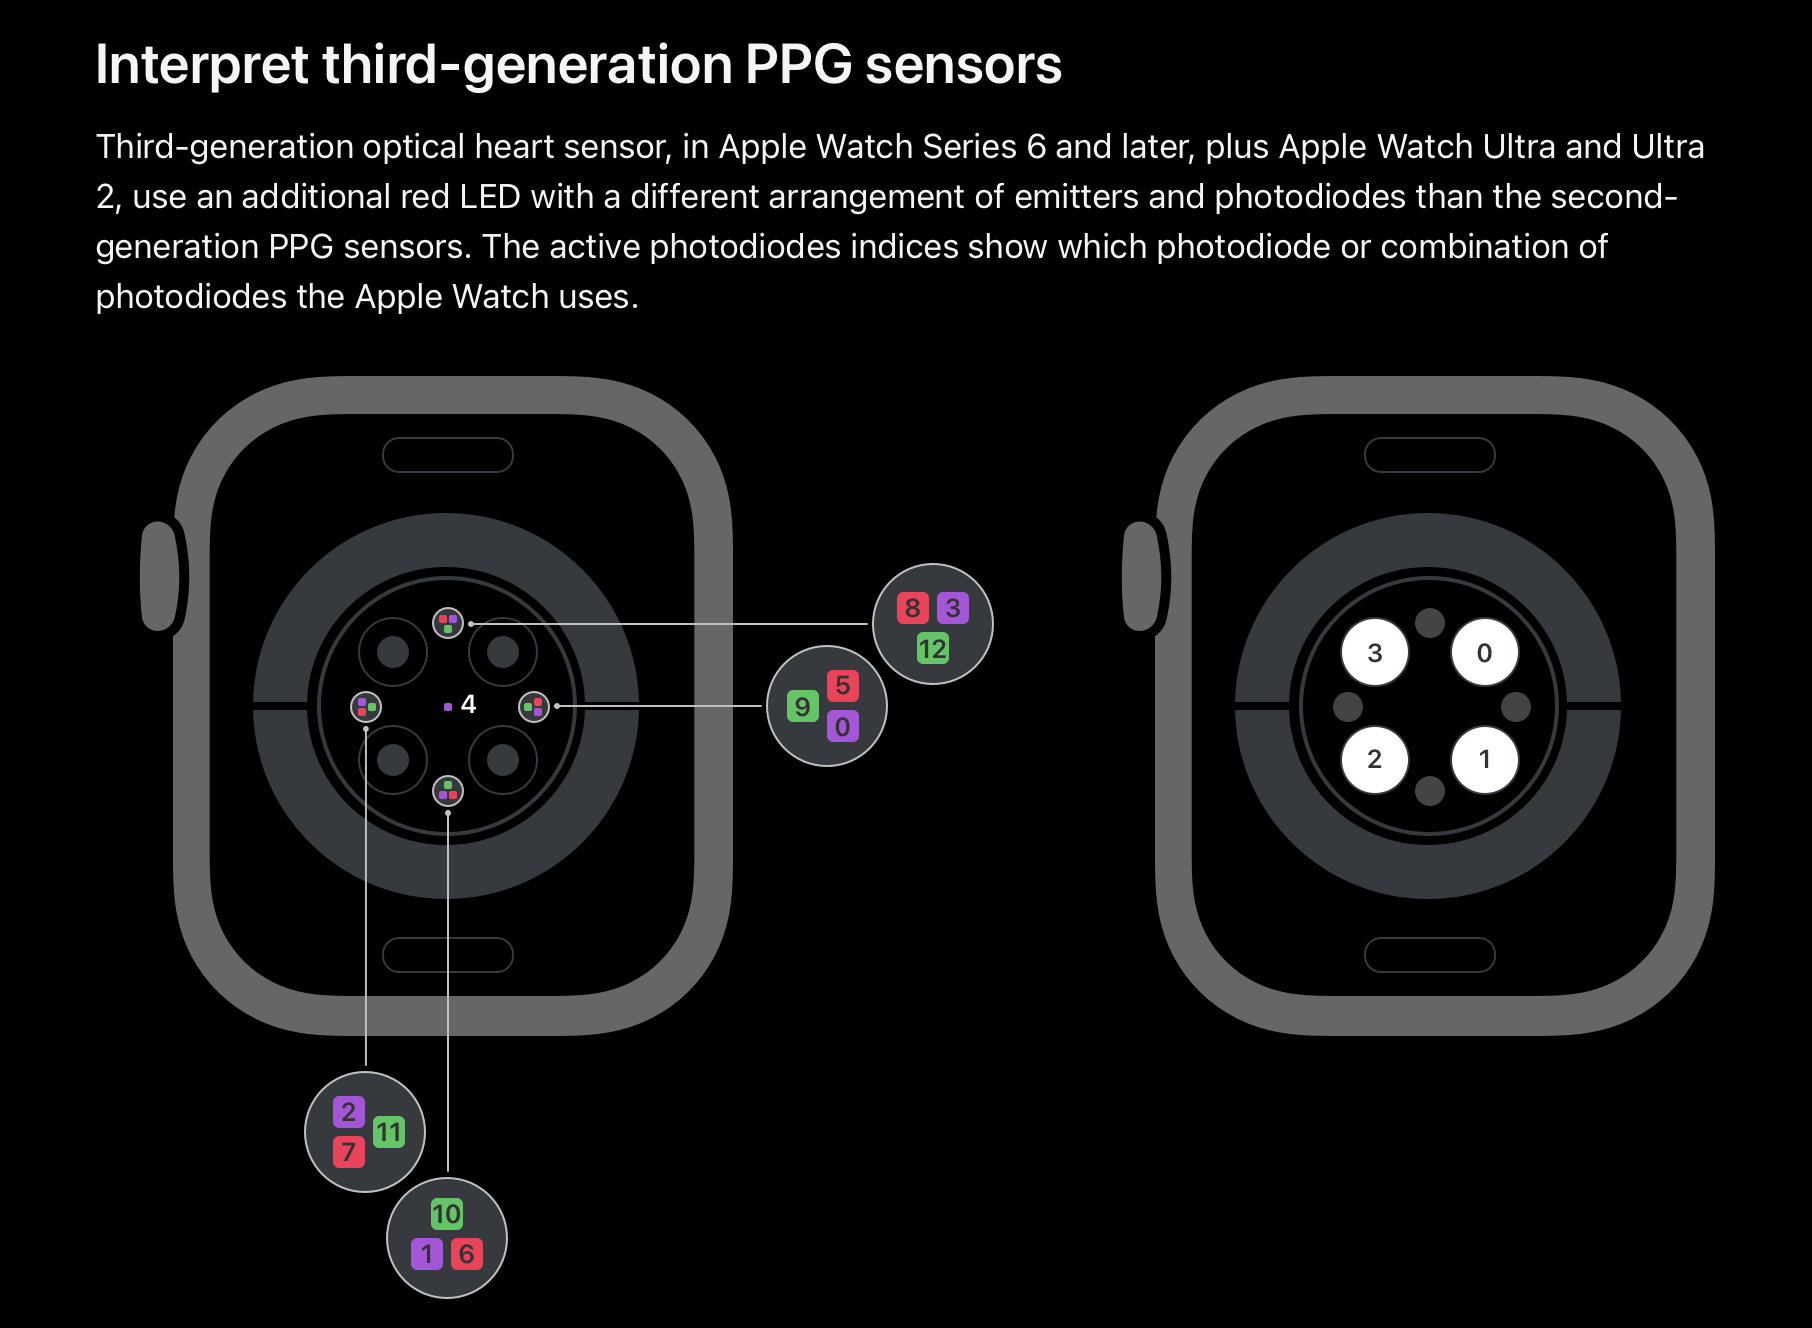 Interpret third-generation PPG sensors
Third-generation optical heart sensor, in Apple Watch Series 6 and later, plus Apple Watch Ultra and Ultra
2, use an additional red LED with a different arrangement of emitters and photodiodes than the second-
generation PPG sensors. The active photodiodes indices show which photodiode or combination of
photodiodes the Apple Watch uses.
8 3
12
5
9
0
4
2
11
7
10
1 6
3 0
2 1